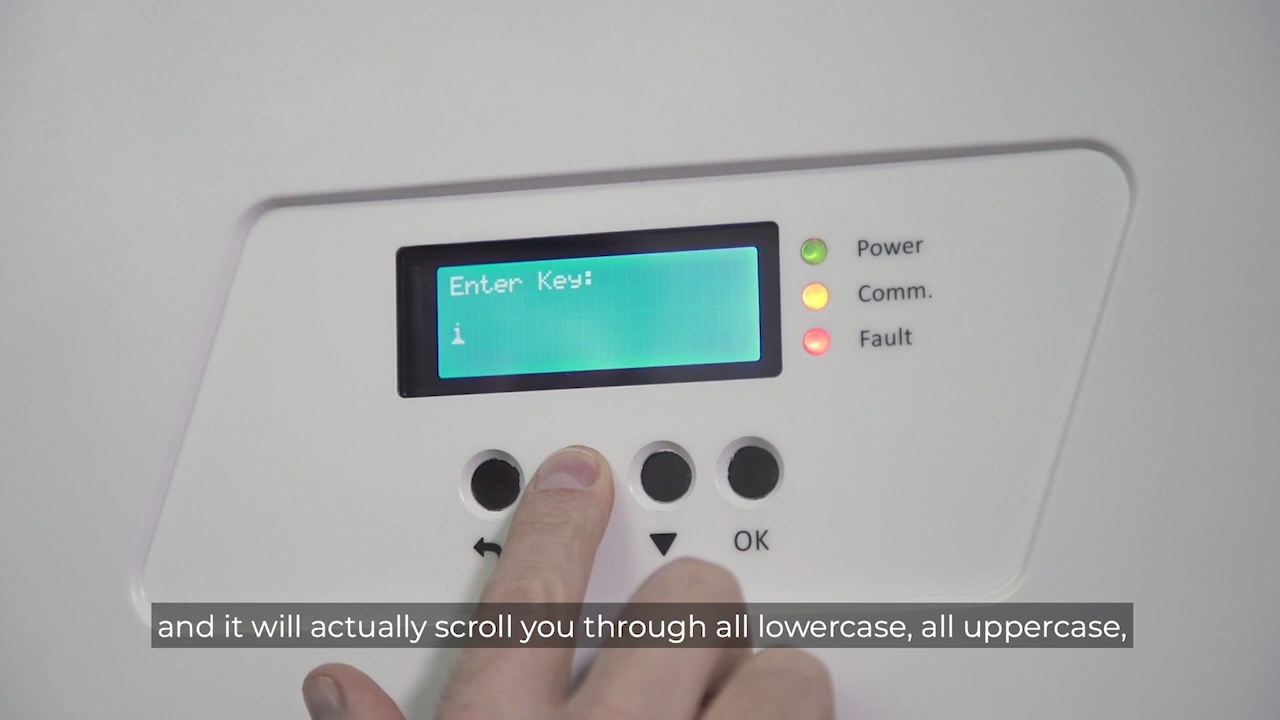 Enter Key:
i
Power
Comm.
Fault
OK
and it will actually scroll you through all lowercase, all uppercase,